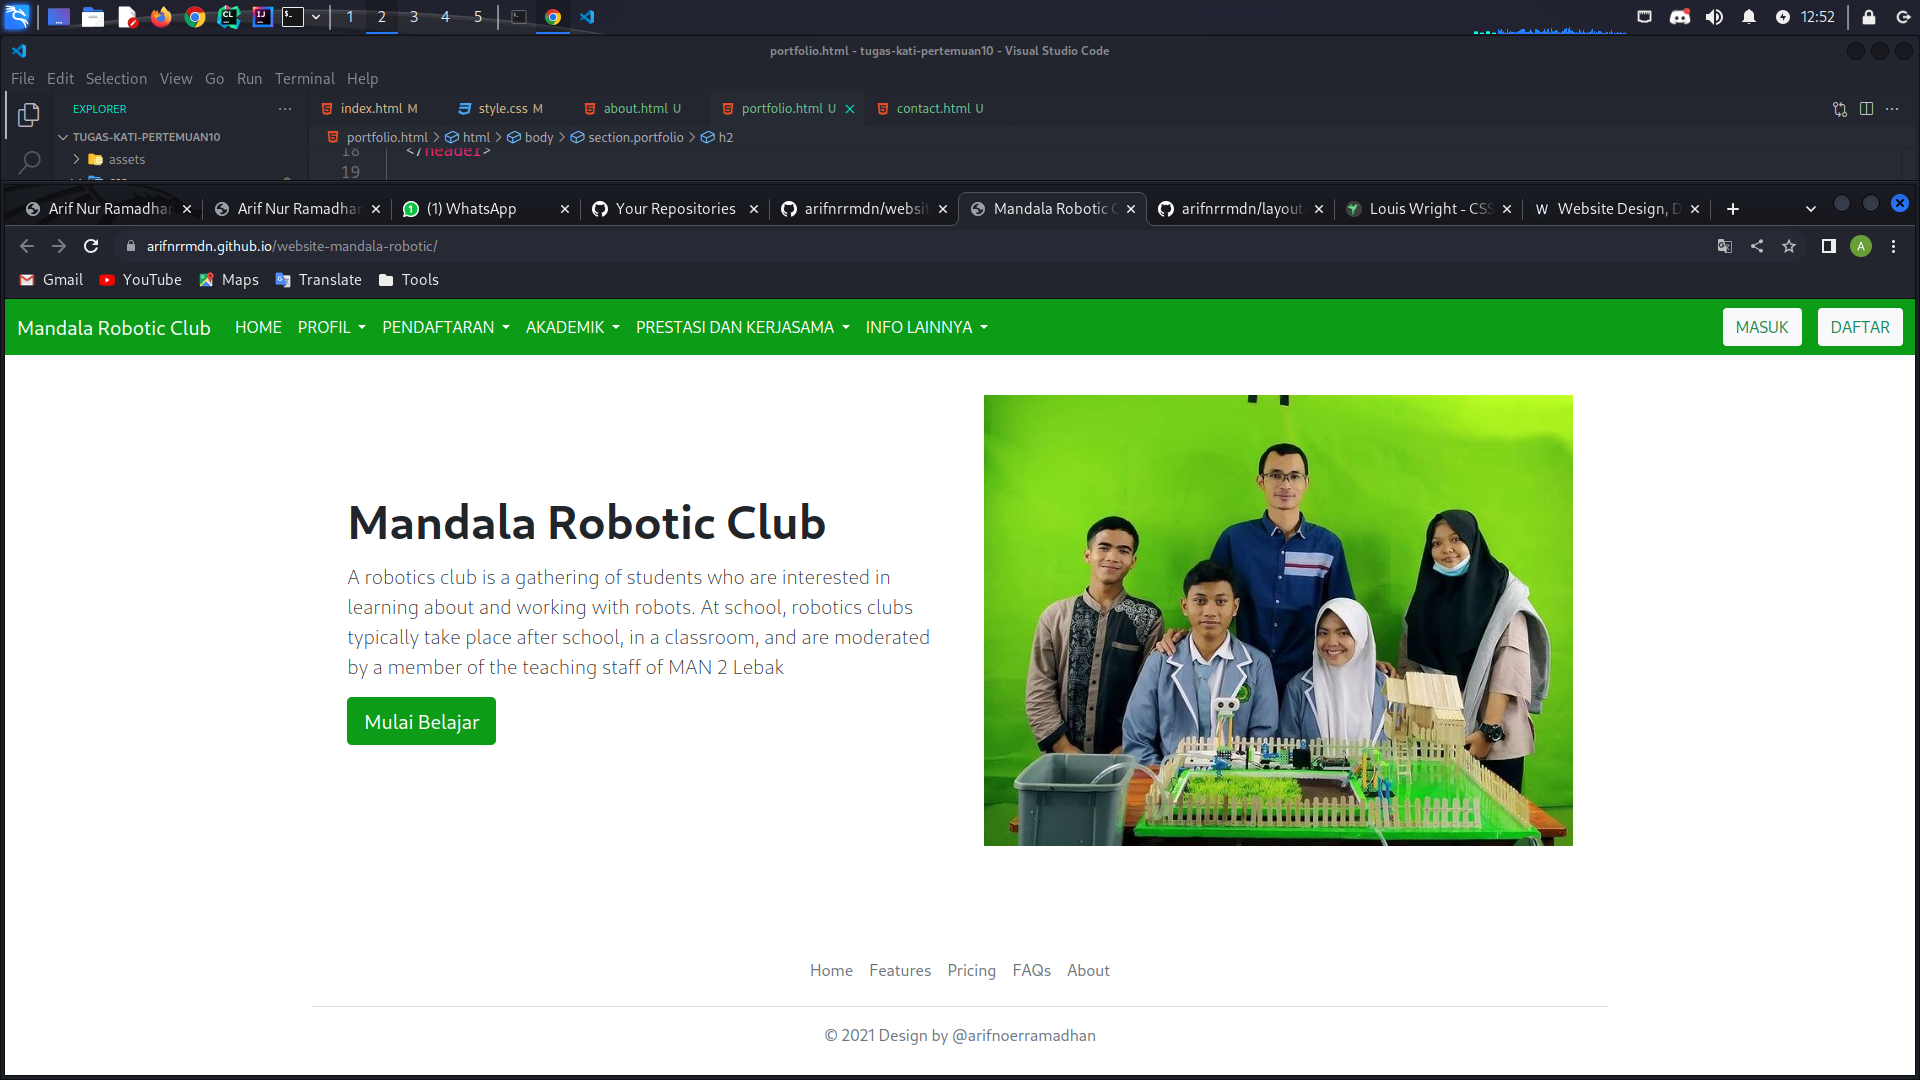 1 2 3 4 5
12:52
portfolio.html - tugas-kati-pertemuan10 - Visual Studio Code
File Edit Selection View Go Run Terminal Help
EXPLORER
index.html M style.css M about.html U portfolio.html U contact.html U
TUGAS-KATI-PERTEMUAN10
portfolio.html > html > body > section.portfolio > h2
assets
18 </header>
19
Arif Nur Ramadhan Arif Nur Ramadhan (1) WhatsApp Your Repositories arifnrrmdn/websit Mandala Robotic C arifnrrmdn/layout- Louis Wright - CSS Website Design, D
arifnrrmdn.github.io/website-mandala-robotic/
A
Gmail YouTube Maps Translate Tools
Mandala Robotic Club HOME PROFIL PENDAFTARAN AKADEMIK PRESTASI DAN KERJASAMA INFO LAINNYA MASUK DAFTAR
Mandala Robotic Club
A robotics club is a gathering of students who are interested in
learning about and working with robots. At school, robotics clubs
typically take place after school, in a classroom, and are moderated
by a member of the teaching staff of MAN 2 Lebak
Mulai Belajar
Home Features Pricing FAQs About
© 2021 Design by @arifnoerramadhan